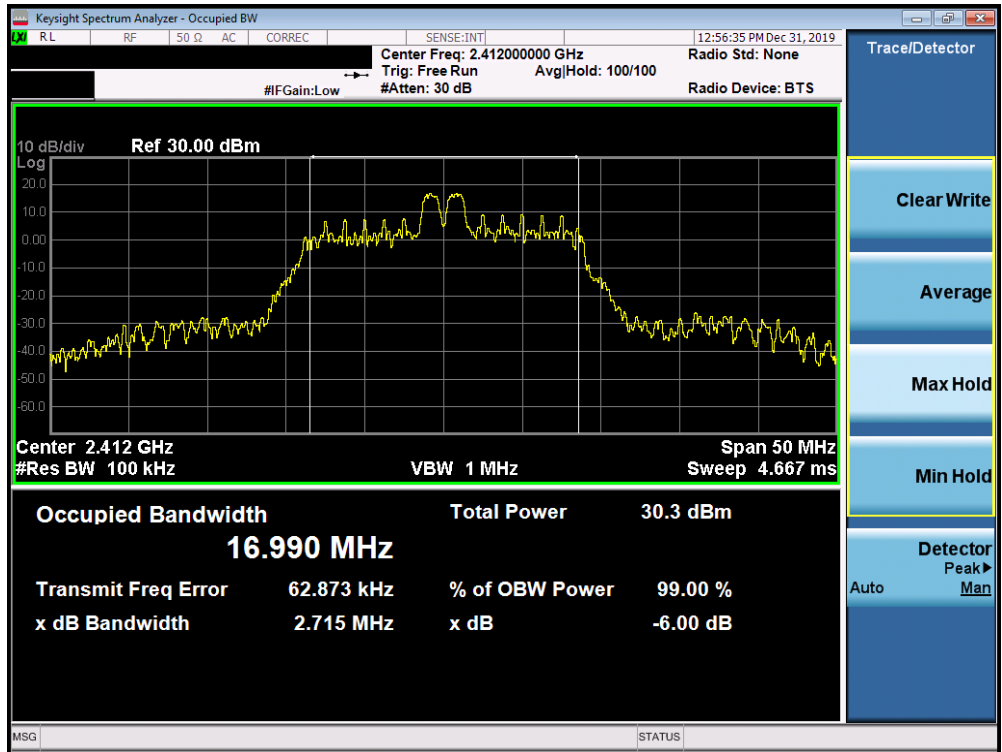 Keysight Spectrum Analyzer - Occupied BW
LXI RL RF 50 Ω AC CORREC SENSE:INT 12:56:35 PM Dec 31, 2019
Center Freq: 2.412000000 GHz Radio Std: None
Trig: Free Run Avg|Hold: 100/100
#IFGain:Low #Atten: 30 dB Radio Device: BTS
Trace/Detector
10 dB/div Ref 30.00 dBm
Log
20.0
10.0
0.00
-10.0
-20.0
-30.0
-40.0
-50.0
-60.0
Center 2.412 GHz Span 50 MHz
#Res BW 100 kHz VBW 1 MHz Sweep 4.667 ms
Occupied Bandwidth Total Power 30.3 dBm
16.990 MHz
Transmit Freq Error 62.873 kHz % of OBW Power 99.00 %
x dB Bandwidth 2.715 MHz x dB -6.00 dB
Clear Write
Average
Max Hold
Min Hold
Detector
Peak▶
Auto Man
MSG STATUS